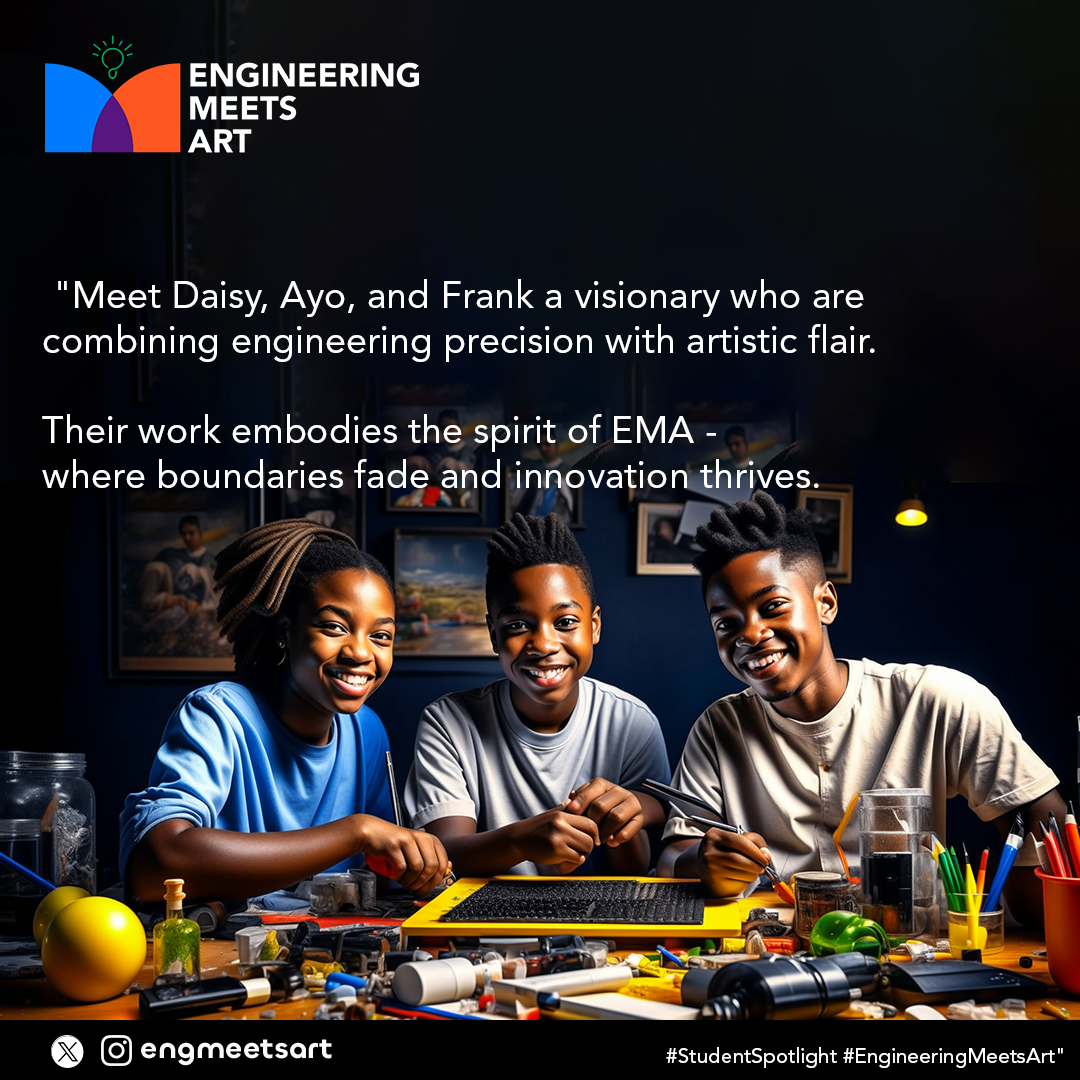 ENGINEERING
MEETS
ART
"Meet Daisy, Ayo, and Frank a visionary who are
combining engineering precision with artistic flair.
Their work embodies the spirit of EMA -
where boundaries fade and innovation thrives.
engmeetsart
#StudentSpotlight #EngineeringMeetsArt"